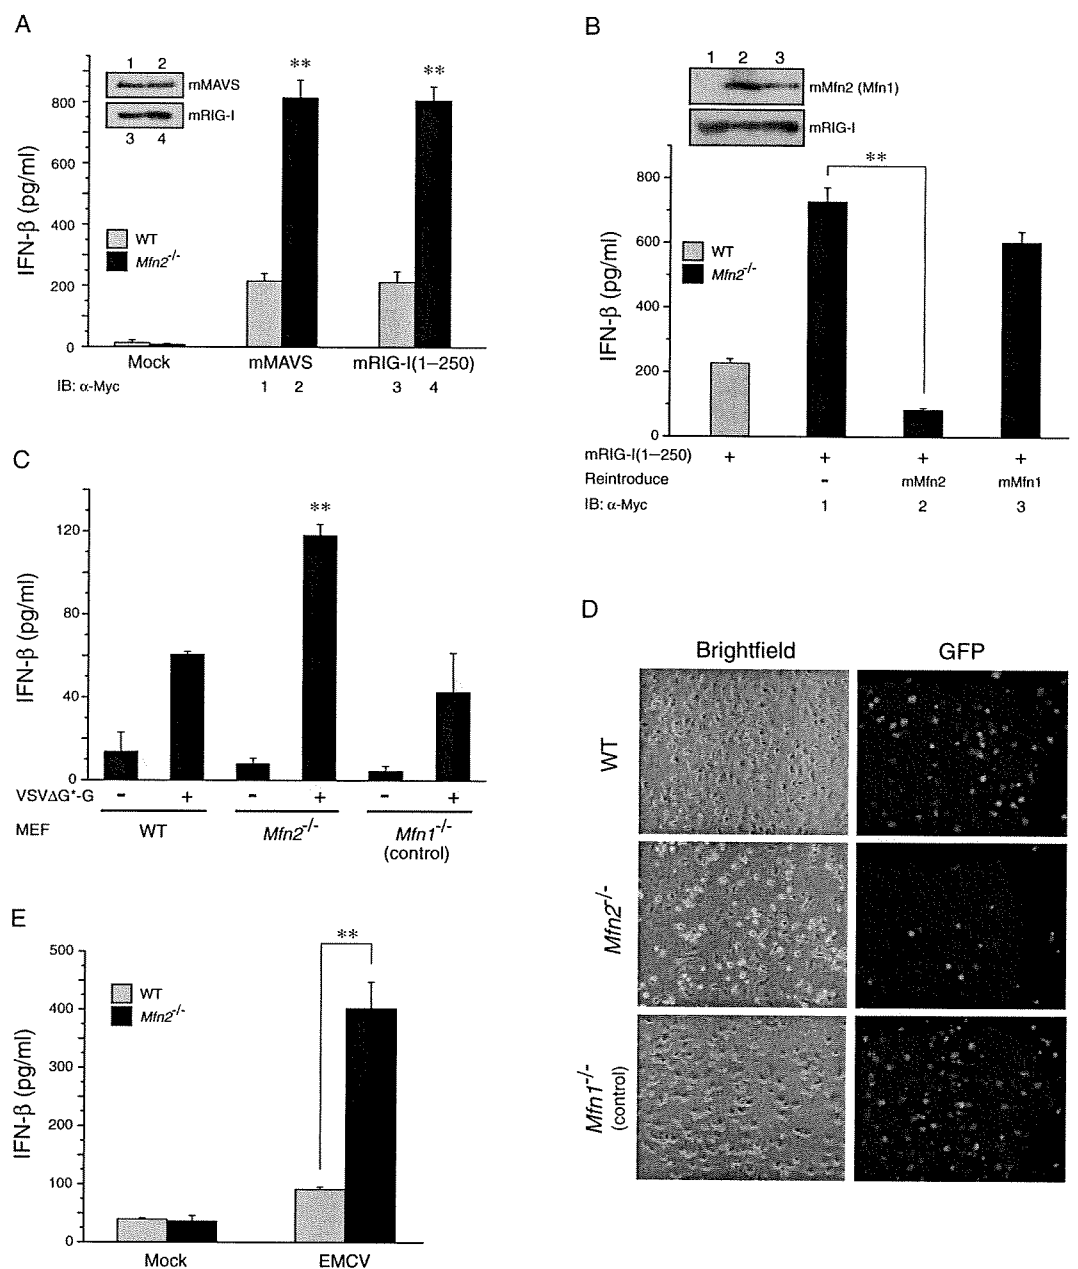 A
1 2
mMAVS
mRIG-I
3 4
** **
IFN-β (pg/ml)
800
600
400
200
0
WT
Mfn2-/-
Mock mMAVS mRIG-I(1–250)
IB: α-Myc 1 2 3 4
B
1 2 3
mMfn2 (Mfn1)
mRIG-I
**
IFN-β (pg/ml)
800
600
400
200
0
WT
Mfn2-/-
mRIG-I(1–250) + + + +
Reintroduce - mMfn2 mMfn1
IB: α-Myc 1 2 3
C
**
IFN-β (pg/ml)
120
80
40
0
VSVΔG*-G - + - + - +
MEF WT Mfn2-/- Mfn1-/-
(control)
D
Brightfield GFP
WT
Mfn2-/-
Mfn1-/-
(control)
E
**
IFN-β (pg/ml)
500
400
300
200
100
0
WT
Mfn2-/-
Mock EMCV